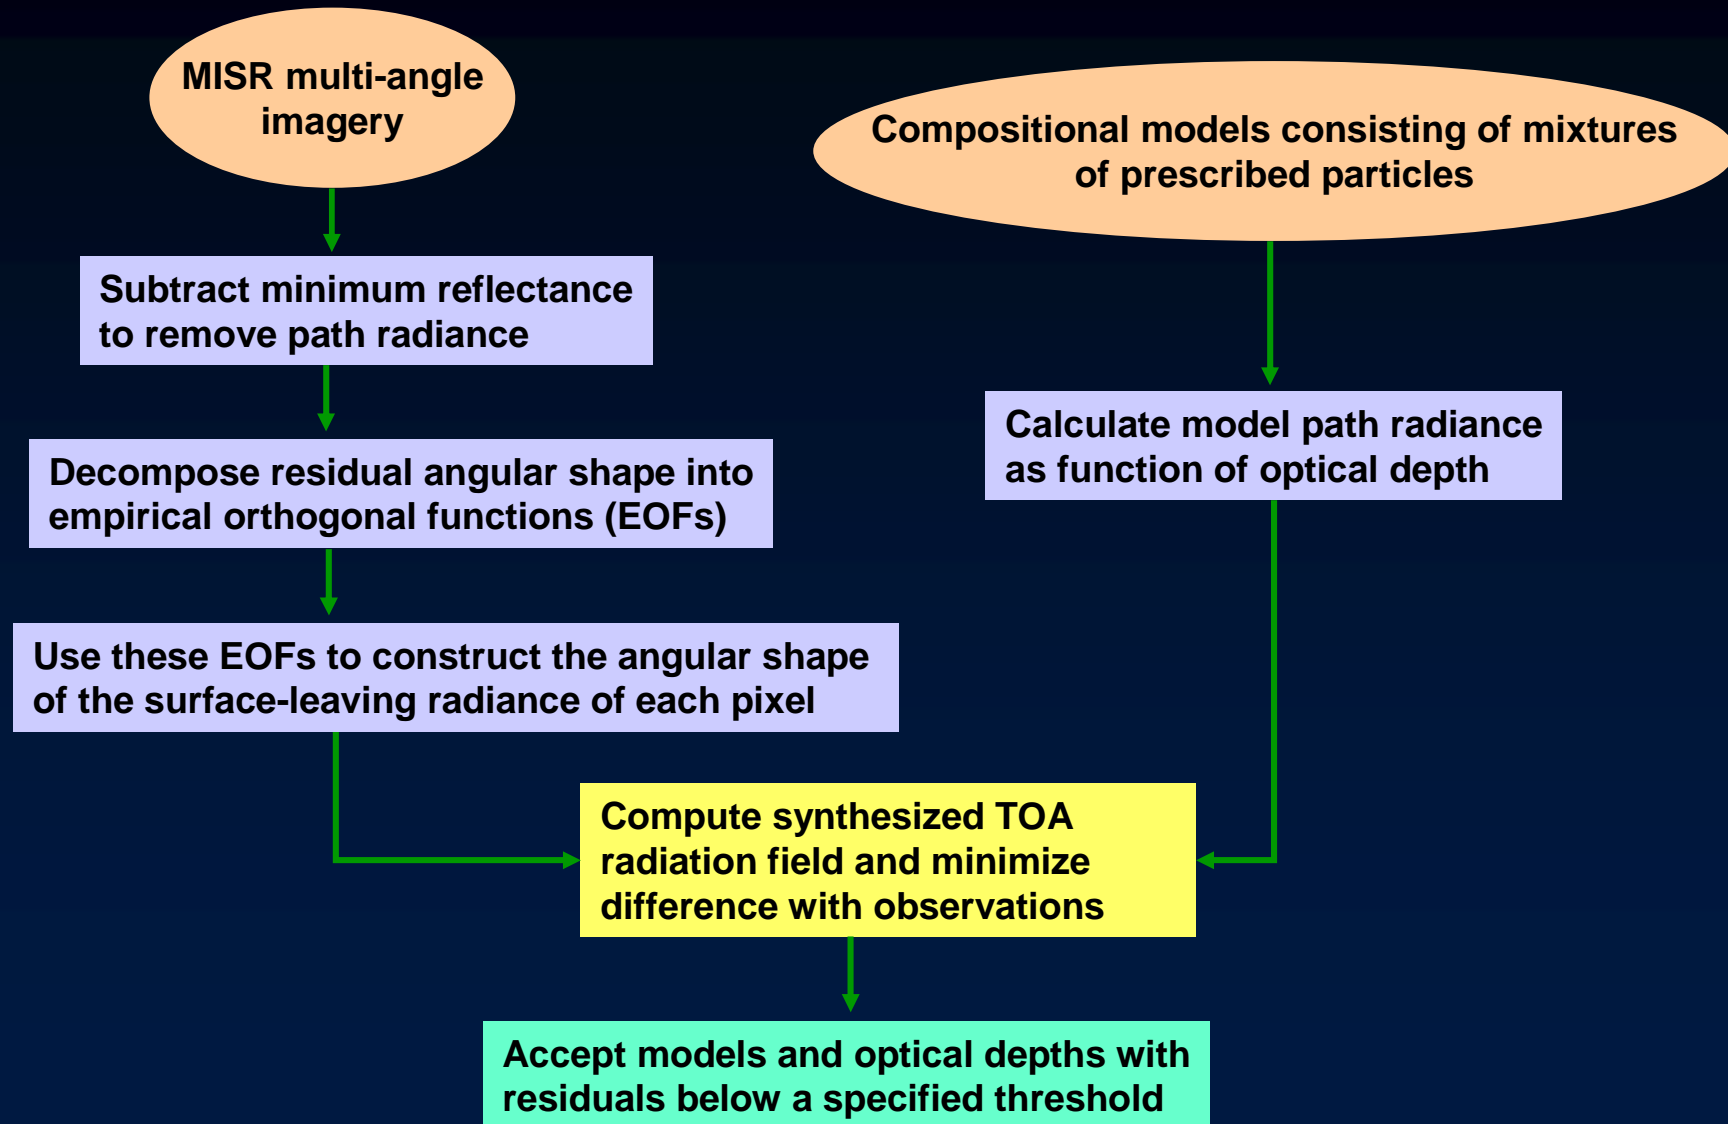 MISR multi-angle
imagery
Compositional models consisting of mixtures
of prescribed particles
Subtract minimum reflectance
to remove path radiance
Calculate model path radiance
as function of optical depth
Decompose residual angular shape into
empirical orthogonal functions (EOFs)
Use these EOFs to construct the angular shape
of the surface-leaving radiance of each pixel
Compute synthesized TOA
radiation field and minimize
difference with observations
Accept models and optical depths with
residuals below a specified threshold